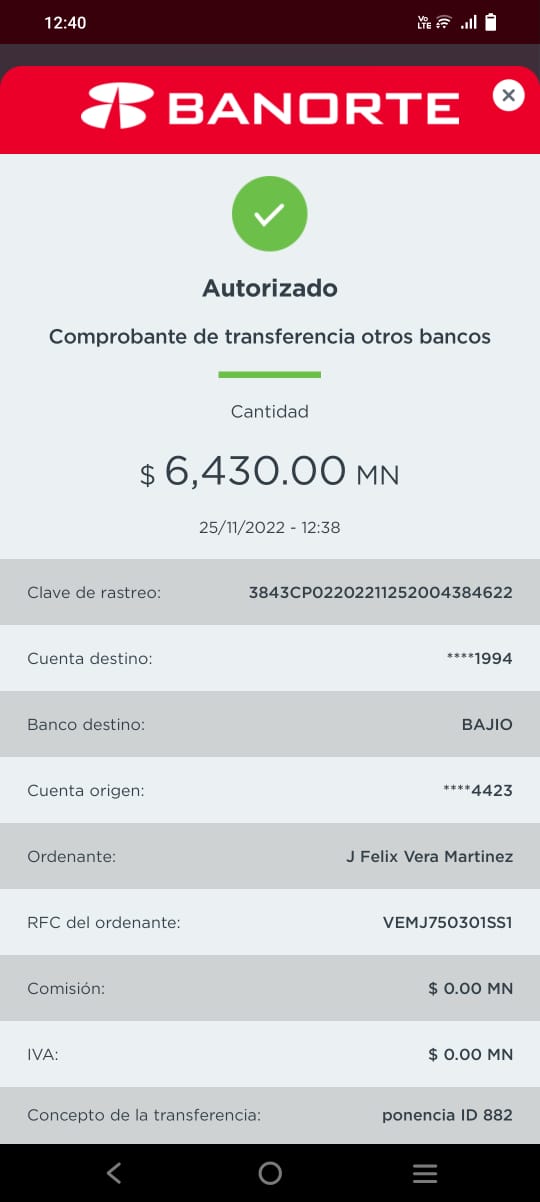 12:40
Vo LTE
BANORTE
Autorizado
Comprobante de transferencia otros bancos
Cantidad
$ 6,430.00 MN
25/11/2022 - 12:38
Clave de rastreo: 3843CP02202211252004384622
Cuenta destino: ****1994
Banco destino: BAJIO
Cuenta origen: ****4423
Ordenante: J Felix Vera Martinez
RFC del ordenante: VEMJ750301SS1
Comisión: $ 0.00 MN
IVA: $ 0.00 MN
Concepto de la transferencia: ponencia ID 882